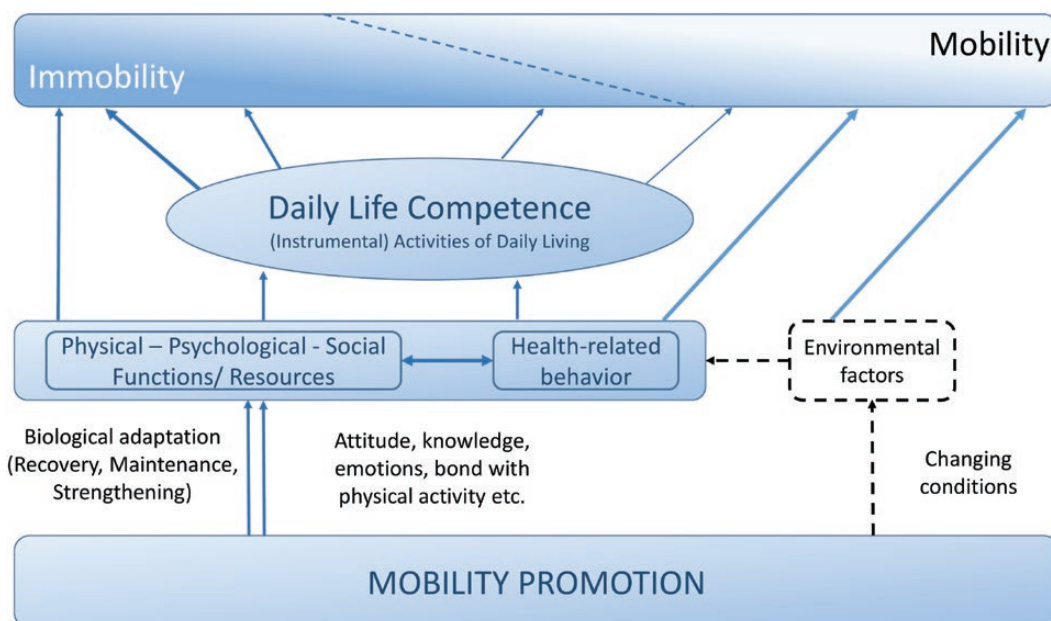 Mobility
Immobility
Daily Life Competence
(Instrumental) Activities of Daily Living
Physical – Psychological - Social
Functions/ Resources
Health-related
behavior
Environmental
factors
Biological adaptation
(Recovery, Maintenance,
Strengthening)
Attitude, knowledge,
emotions, bond with
physical activity etc.
Changing
conditions
MOBILITY PROMOTION